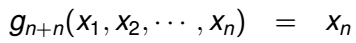 g_{n+n}(x_1, x_2, ⋯, x_n) = x_n